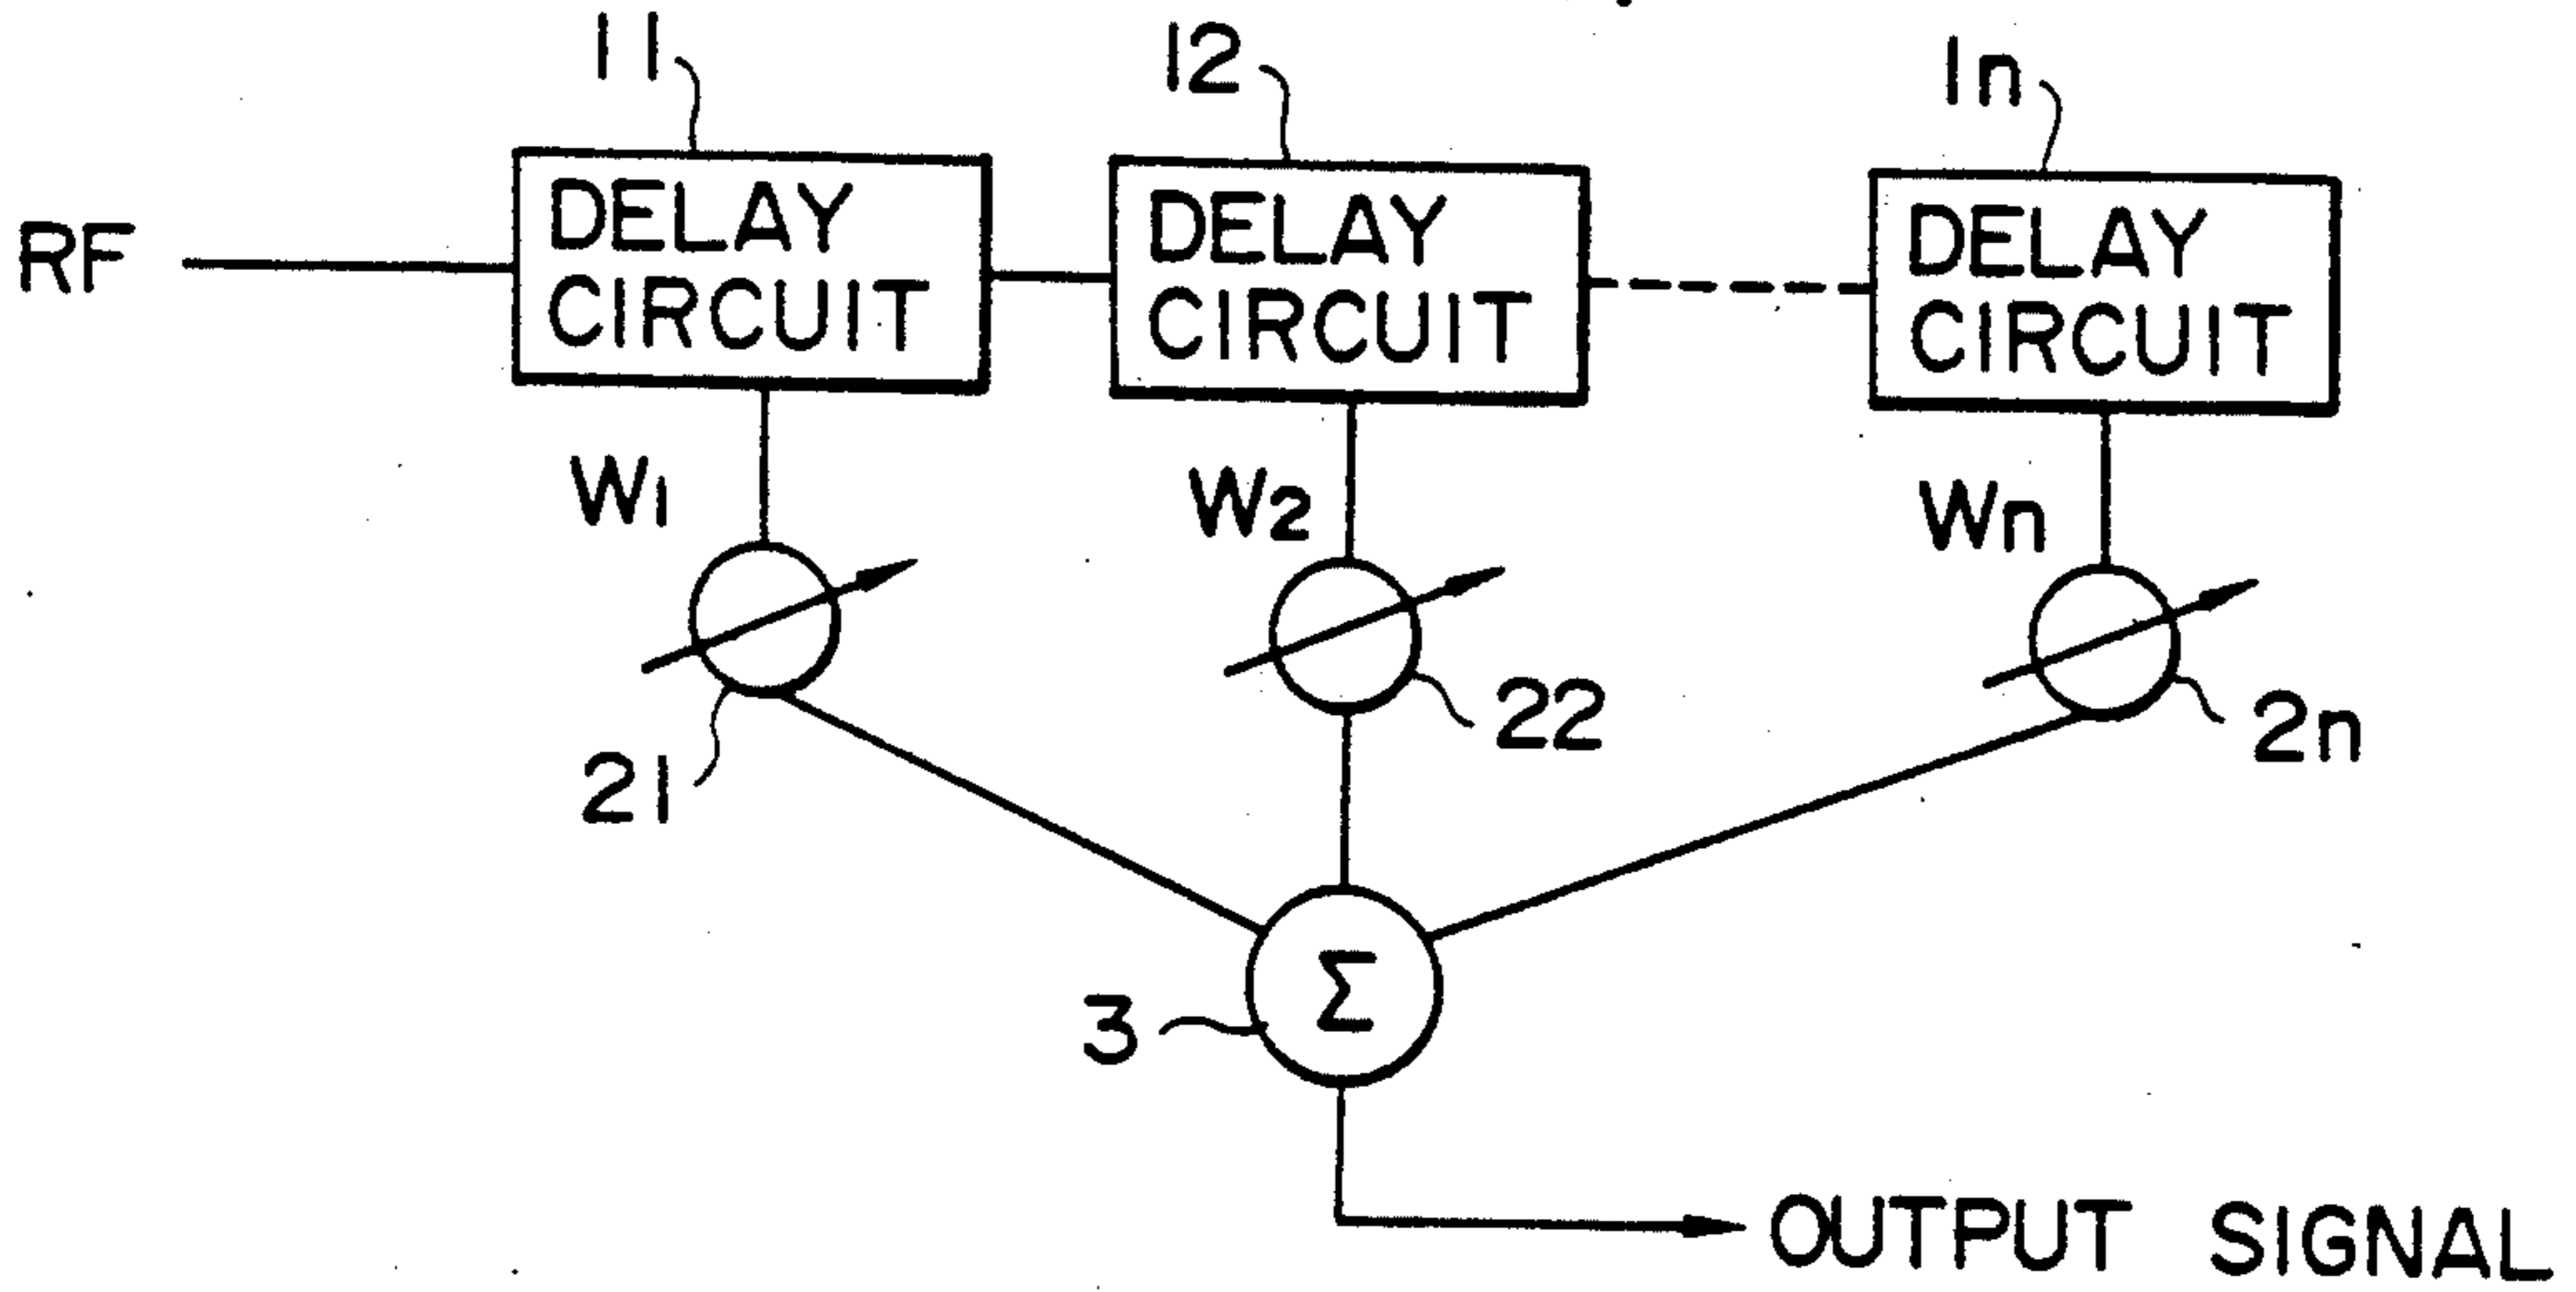 11
12
1n
RF
DELAY
CIRCUIT
DELAY
CIRCUIT
DELAY
CIRCUIT
W1
W2
Wn
21
22
2n
3
Σ
OUTPUT SIGNAL